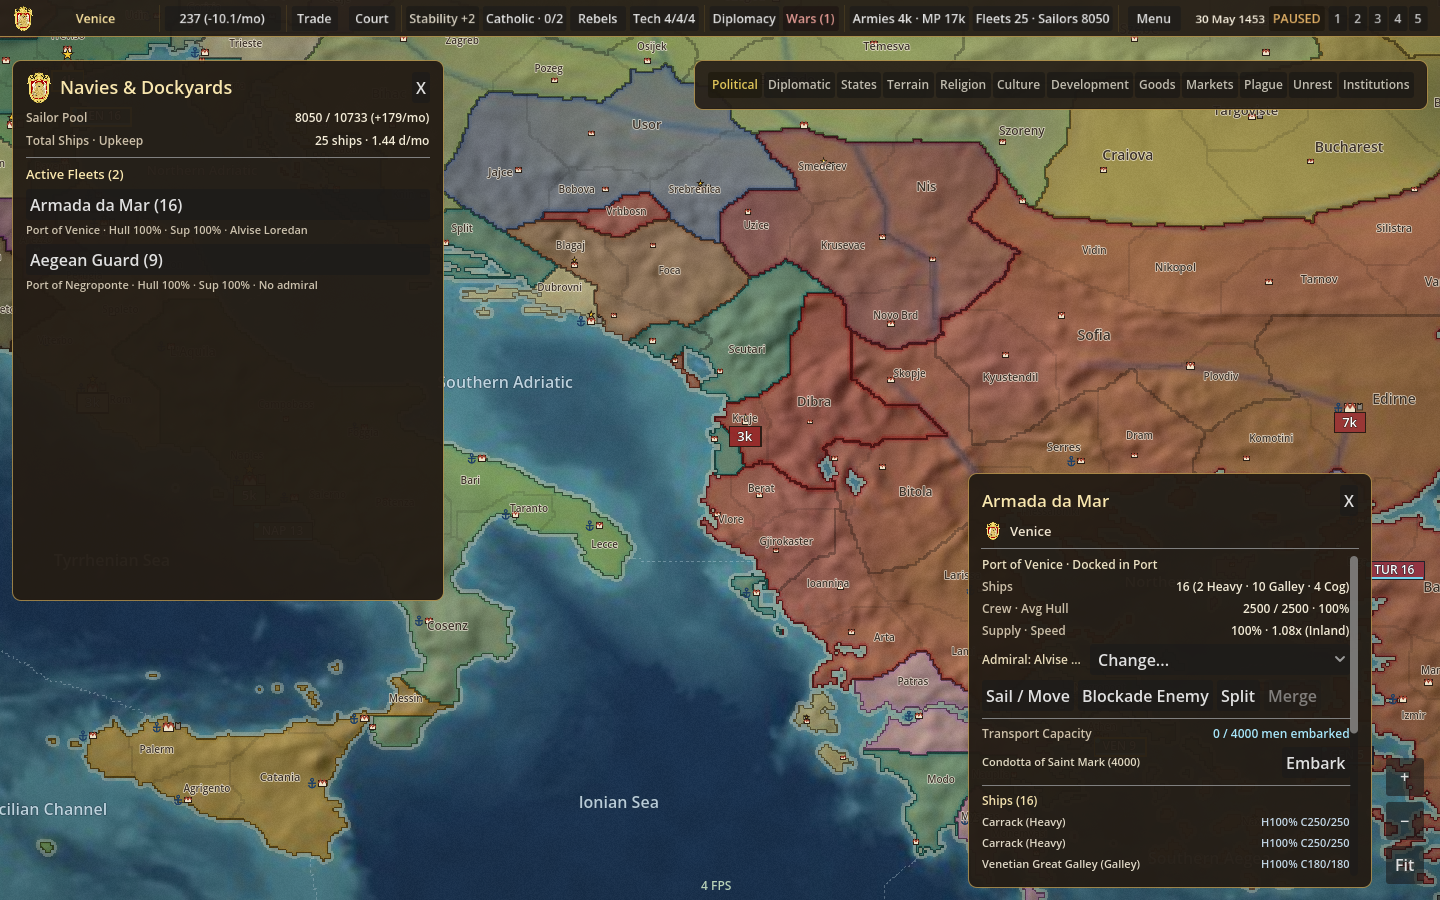 Venice 237 (-10.1/mo) Trade Court Stability +2 Catholic · 0/2 Rebels Tech 4/4/4 Diplomacy Wars (1) Armies 4k · MP 17k Fleets 25 · Sailors 8050 Menu 30 May 1453 PAUSED 1 2 3 4 5
Navies & Dockyards X
Sailor Pool 8050 / 10733 (+179/mo)
Total Ships · Upkeep 25 ships · 1.44 d/mo
Active Fleets (2)
Armada da Mar (16)
Port of Venice · Hull 100% · Sup 100% · Alvise Loredan
Aegean Guard (9)
Port of Negroponte · Hull 100% · Sup 100% · No admiral
Political Diplomatic States Terrain Religion Culture Development Goods Markets Plague Unrest Institutions
Trieste
Zagreb
Osijek
Temesva
Pozeg
Targoviste
Usor
Szoreny
Craiova
Bucharest
Jajce
Bobova
Srebrenica
Smederev
Nis
Vrhbosn
Uzice
Krusevac
Split
Silistra
Blagaj
Foca
Vidin
Nikopol
Tarnov
Va
Dubrovni
Novo Brd
Sofia
Scutari
Skopje
Kyustendil
Plovdiv
Southern Adriatic
Edirne
Dibra
7k
Kruje
3k
Serres
Dram
Komotini
Bari
Berat
Bitola
Taranto
Vlore
Lecce
Gjirokaster
Ioannina
Laris
TUR 16
Tyrrhenian Sea
Ba
Cosenz
Arta
Lam
Patras
Messin
Mar
Izmir
Palerm
Catania
Agrigento
Modo
M
Ionian Sea
cilian Channel
4 FPS
Armada da Mar X
Venice
Port of Venice · Docked in Port
Ships 16 (2 Heavy · 10 Galley · 4 Cog)
Crew · Avg Hull 2500 / 2500 · 100%
Supply · Speed 100% · 1.08x (Inland)
Admiral: Alvise ... Change...
Sail / Move Blockade Enemy Split Merge
Transport Capacity 0 / 4000 men embarked
Condotta of Saint Mark (4000) Embark
Ships (16)
Carrack (Heavy) H100% C250/250
Carrack (Heavy) H100% C250/250
Venetian Great Galley (Galley) H100% C180/180
+
−
Fit